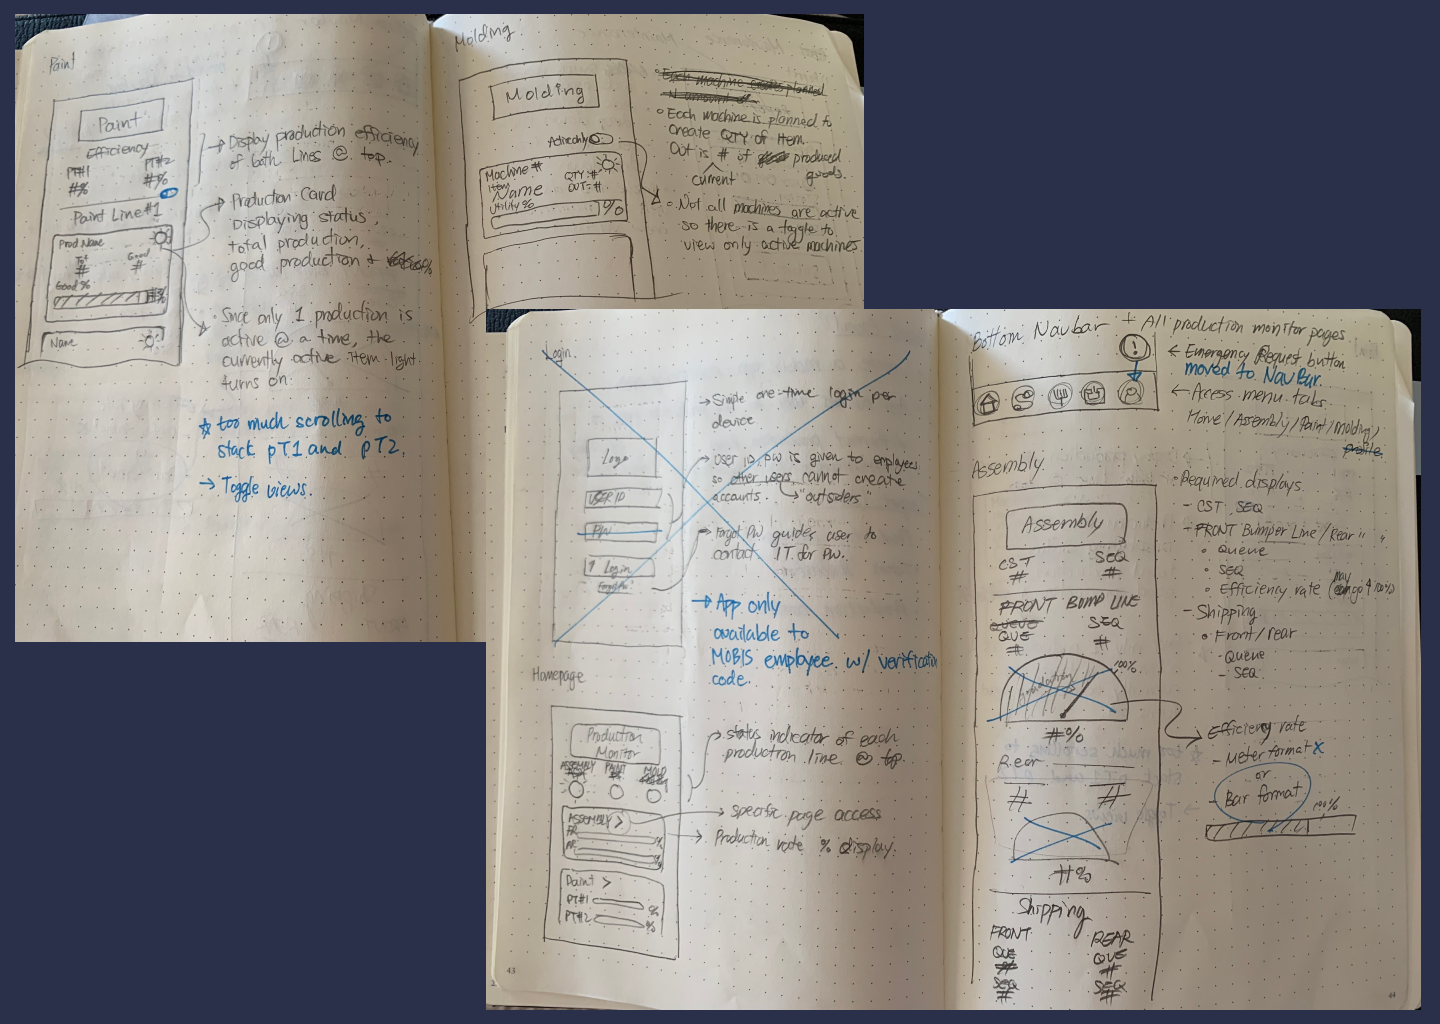 Paint
Paint
Efficiency
PT#1
PT#2
#%
#%
Paint Line#1
Prod Name
Tot
#
Good
#
Good %
#%
Name
→ Display production efficiency
of both Lines @ top.
→ Production Card
Displaying status,
total production,
good production +
Since only 1 production is
active @ a time, the
currently active item light
turns on.
☆ too much scrolling to
stack PT1 and PT2.
→ Toggle views.
Molding
Molding
Active only
Machine #
Item
Name
QTY:#
OUT:#
Utility%
%
Each machine creates planned
N amount of
Each machine is planned to
Create QTY of Item
Out is # of produced
goods.
current
Not all machines are active
so there is a toggle to
view only active machines
Login
Logo
USER ID
PW
Login
→ Simple one-time login per
device
→ User ID, PW is given to employees
so other users cannot create
accounts. → "outsiders"
→ forgot PW guides user to
contact IT for PW.
→ App only
available to
MOBIS employee w/ verification
code.
Homepage
Production
Monitor
ASSEMBLY
PAINT
MOLD
ASSEMBLY >
FR
RR
%
%
Paint >
PT#1
%
PT#2
%
→ status indicator of each
production line @ top.
→ specific page access
→ Production rate % display.
43
Bottom Navbar + All production monitor pages
!
← Emergency Request button
moved to NavBar.
← Access menu tabs
Home/Assembly/Paint/molding/
profile
Assembly
Assembly
CST
#
SEQ
#
FRONT BUMP LINE
QUEUE
QUE
#
SEQ
#
100%
#%
Rear
#
#
#%
Shipping
FRONT
REAR
QUE
#
QUE
#
SEQ
#
SEQ
#
Required displays
- CST, SEQ
- FRONT Bumper Line/Rear " "
Queue
SEQ
Efficiency rate
may
- Shipping
Front/rear
- Queue
- SEQ
Efficiency rate
- Meter format X
or
- Bar format
100%
44